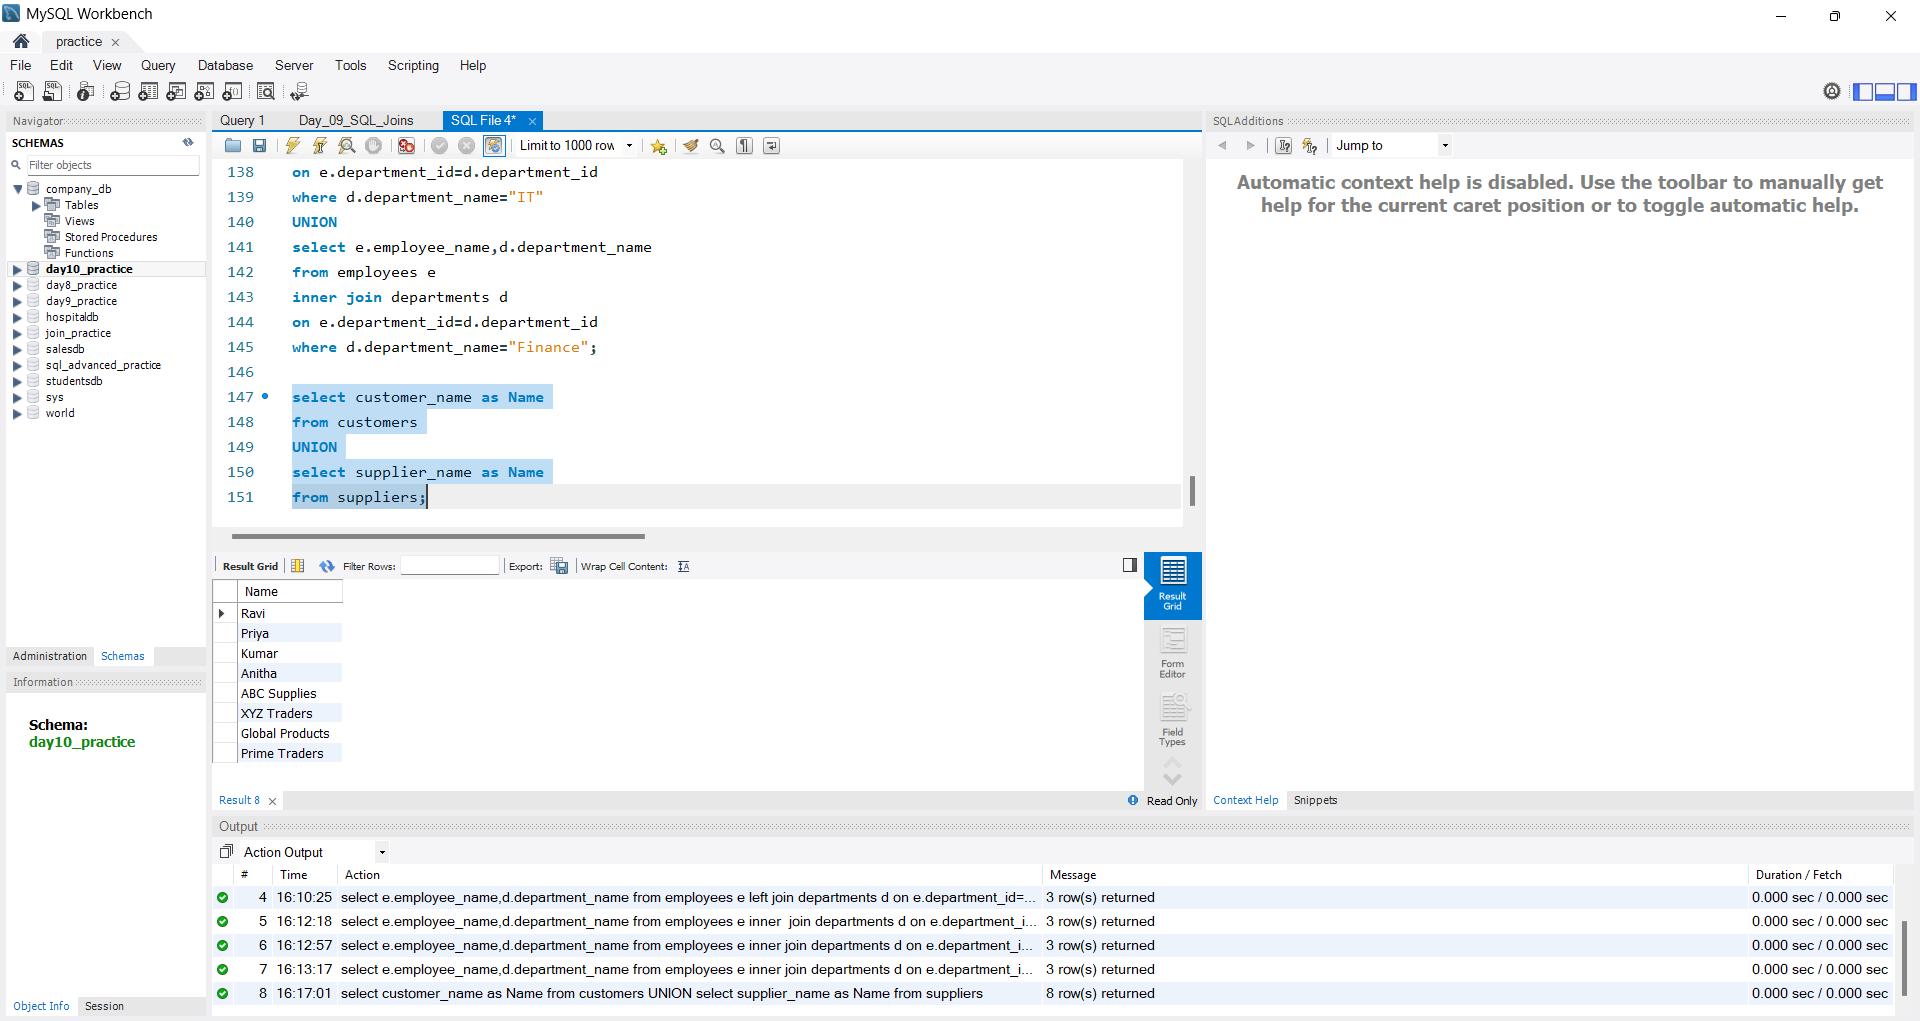 MySQL Workbench
practice
File Edit View Query Database Server Tools Scripting Help
Navigator
SCHEMAS
Filter objects
company_db
Tables
Views
Stored Procedures
Functions
day10_practice
day8_practice
day9_practice
hospitaldb
join_practice
salesdb
sql_advanced_practice
studentsdb
sys
world
Administration Schemas
Information
Schema:
day10_practice
Object Info Session
Query 1 Day_09_SQL_Joins SQL File 4*
Limit to 1000 row
138 on e.department_id=d.department_id
139 where d.department_name="IT"
140 UNION
141 select e.employee_name,d.department_name
142 from employees e
143 inner join departments d
144 on e.department_id=d.department_id
145 where d.department_name="Finance";
146
147 select customer_name as Name
148 from customers
149 UNION
150 select supplier_name as Name
151 from suppliers;
Result Grid Filter Rows: Export: Wrap Cell Content:
Name
Ravi
Priya
Kumar
Anitha
ABC Supplies
XYZ Traders
Global Products
Prime Traders
Result
Grid
Form
Editor
Field
Types
Result 8 Read Only
SQLAdditions
Jump to
Automatic context help is disabled. Use the toolbar to manually get
help for the current caret position or to toggle automatic help.
Context Help Snippets
Output
Action Output
# Time Action Message Duration / Fetch
4 16:10:25 select e.employee_name,d.department_name from employees e left join departments d on e.department_id=... 3 row(s) returned 0.000 sec / 0.000 sec
5 16:12:18 select e.employee_name,d.department_name from employees e inner  join departments d on e.department_i... 3 row(s) returned 0.000 sec / 0.000 sec
6 16:12:57 select e.employee_name,d.department_name from employees e inner join departments d on e.department_i... 3 row(s) returned 0.000 sec / 0.000 sec
7 16:13:17 select e.employee_name,d.department_name from employees e inner join departments d on e.department_i... 3 row(s) returned 0.000 sec / 0.000 sec
8 16:17:01 select customer_name as Name from customers UNION select supplier_name as Name from suppliers 8 row(s) returned 0.000 sec / 0.000 sec